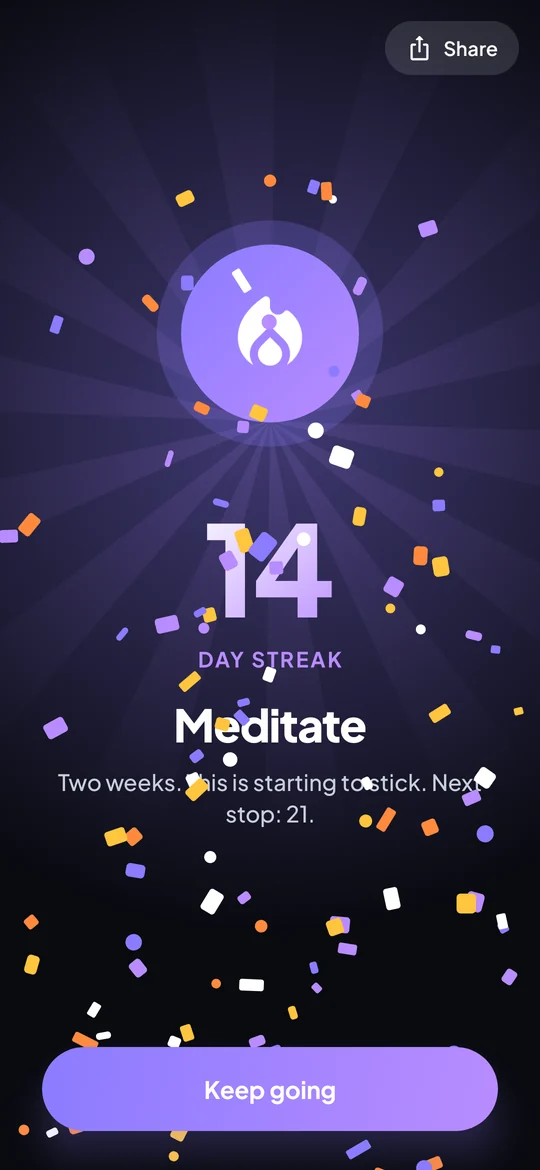 Share
14
DAY STREAK
Meditate
Two weeks. This is starting to stick. Next
stop: 21.
Keep going